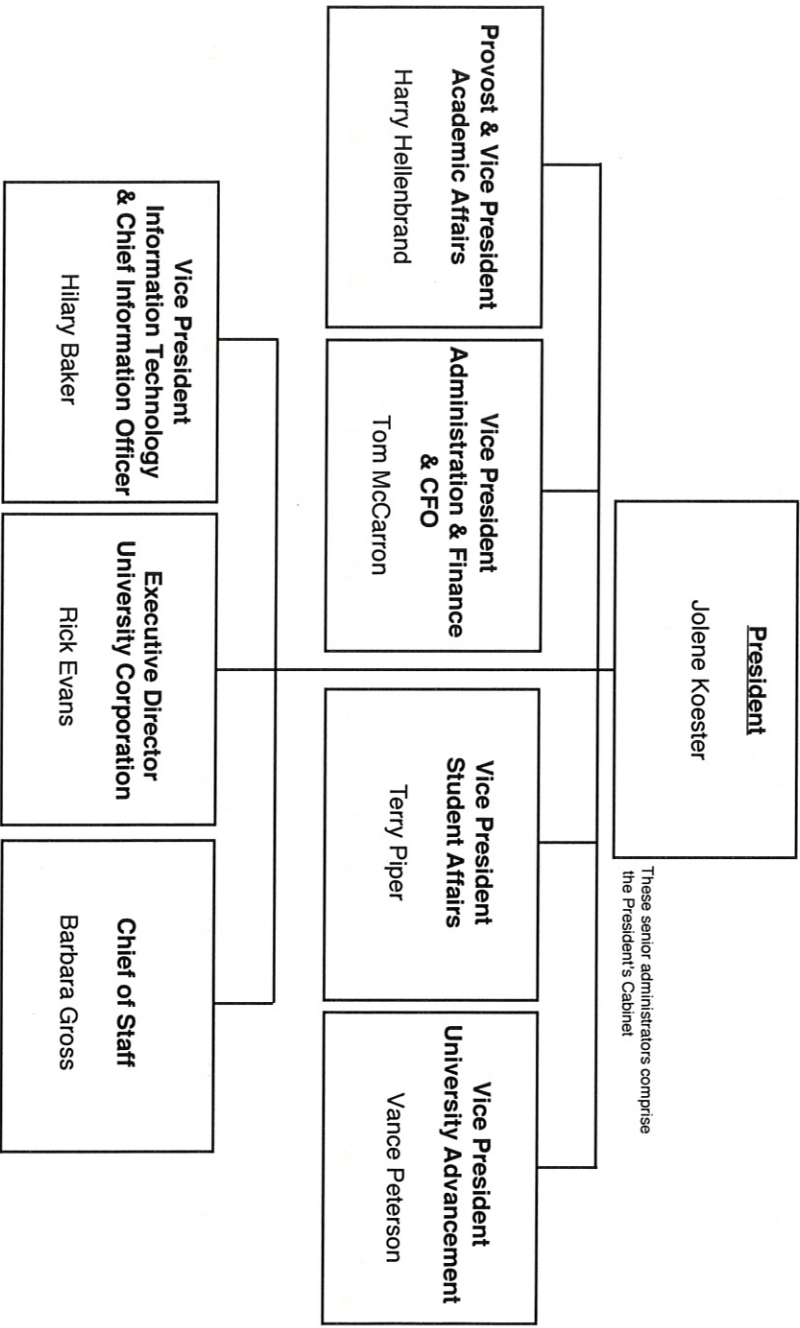 President
Jolene Koester
These senior administrators comprise
the President's Cabinet
Provost & Vice President
Academic Affairs
Harry Hellenbrand
Vice President
Administration & Finance
& CFO
Tom McCarron
Vice President
Student Affairs
Terry Piper
Vice President
University Advancement
Vance Peterson
Vice President
Information Technology
& Chief Information Officer
Hilary Baker
Executive Director
University Corporation
Rick Evans
Chief of Staff
Barbara Gross